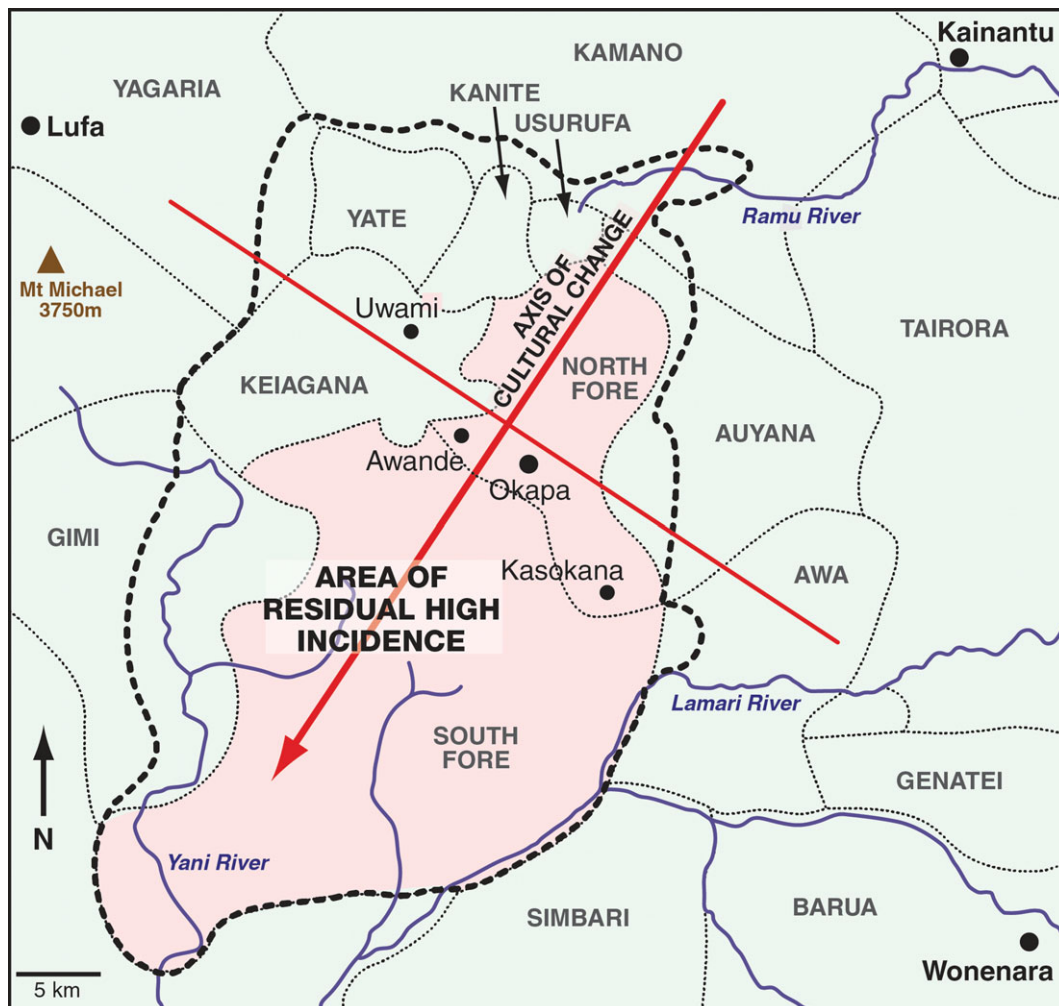 Kainantu
KAMANO
YAGARIA
KANITE
USURUFA
Lufa
YATE
Ramu River
Mt Michael
3750m
Uwami
AXIS OF
CULTURAL CHANGE
TAIRORA
NORTH
FORE
KEIAGANA
AUYANA
Awande
Okapa
GIMI
Kasokana
AWA
AREA OF
RESIDUAL HIGH
INCIDENCE
Lamari River
SOUTH
FORE
GENATEI
N
Yani River
SIMBARI
BARUA
Wonenara
5 km